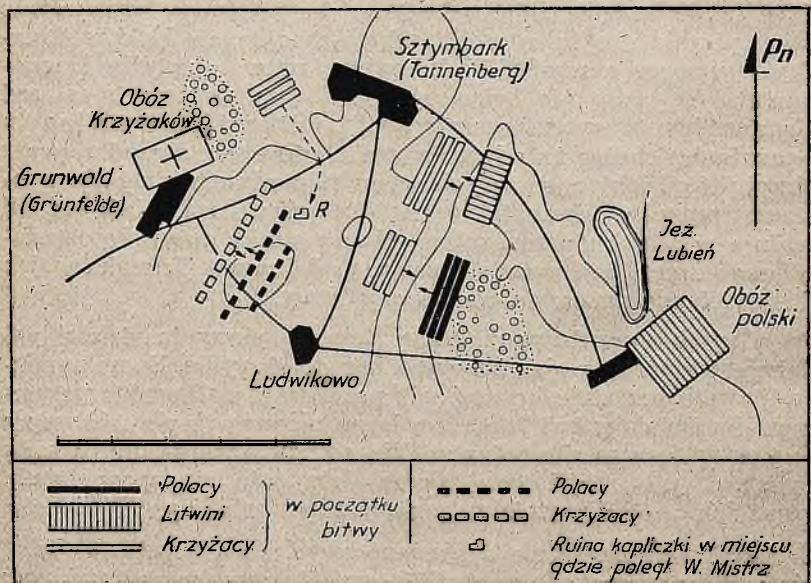 Sztymbark
(Tannenberg)
Pn
Obóz
Krzyżaków
Grunwald
(Grünfelde)
R
Jez.
Lubień
Obóz
polski
Ludwikowo
Polacy
Litwini
Krzyżacy
w początku
bitwy
Polacy
Krzyżacy
Ruina kapliczki w miejscu
gdzie poległ W. Mistrz